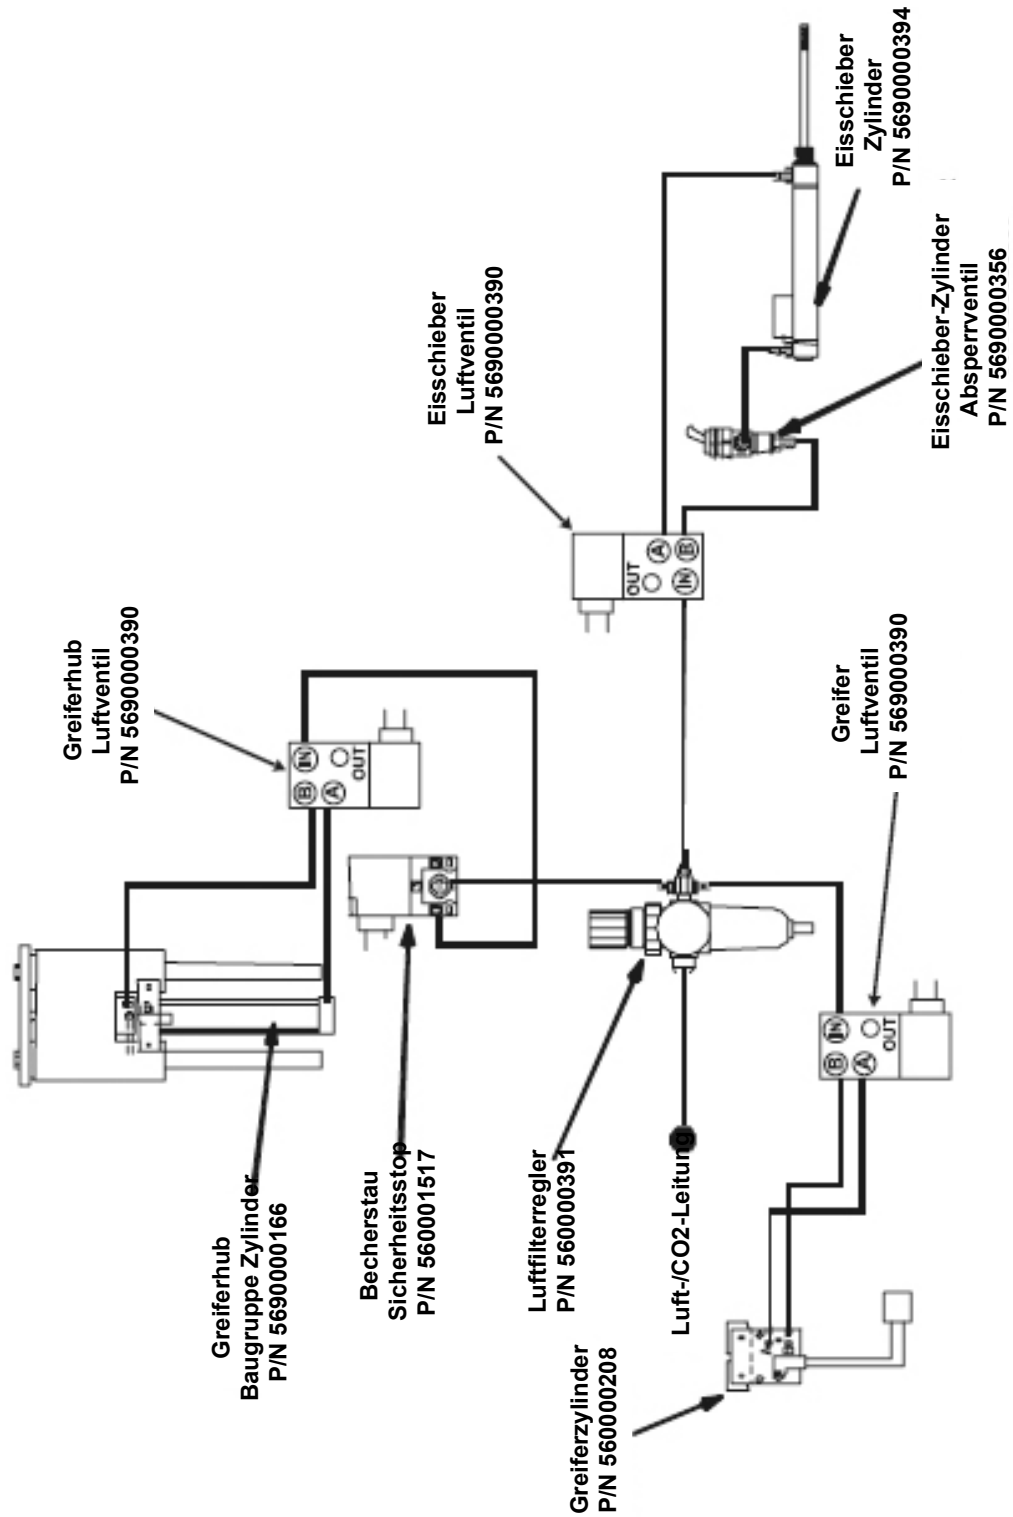 Greiferhub
Luftventil
P/N 5690000390
B IN
A
OUT
Greiferhub
Baugruppe Zylinder
P/N 5690000166
Becherstau
Sicherheitsstop
P/N 560001517
Eisschieber
Luftventil
P/N 5690000390
OUT
A
IN B
Luftfilterregler
P/N 560000391
Greiferzylinder
P/N 560000208
Luft-/CO2-Leitung
B IN
A
OUT
Greifer
Luftventil
P/N 569000390
Eisschieber
Zylinder
P/N 5690000394
Eisschieber-Zylinder
Absperrventil
P/N 5690000356